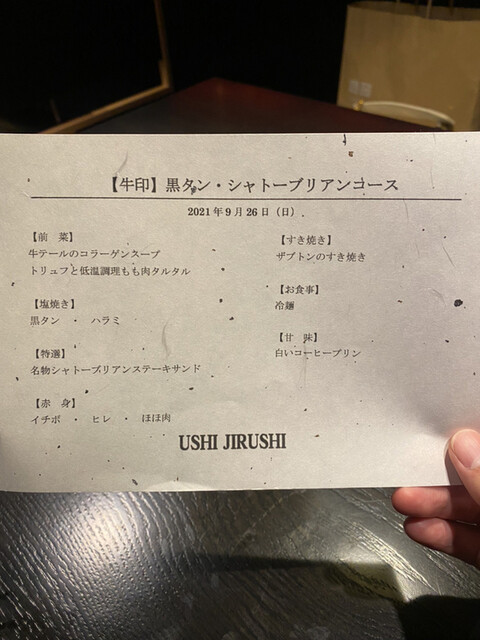 【牛印】黒タン・シャトーブリアンコース
2021年9月26日（日）.
【前　菜】
牛テールのコラーゲンスープ
トリュフと低温調理もも肉タルタル
【塩焼き】
黒タン　・　ハラミ
【特選】
名物シャトーブリアンステーキサンド
【赤　身】
イチボ　・　ヒレ　・　ほほ肉
【すき焼き】
ザブトンのすき焼き
【お食事】
冷麺
【甘　味】
白いコーヒープリン
USHI JIRUSHI